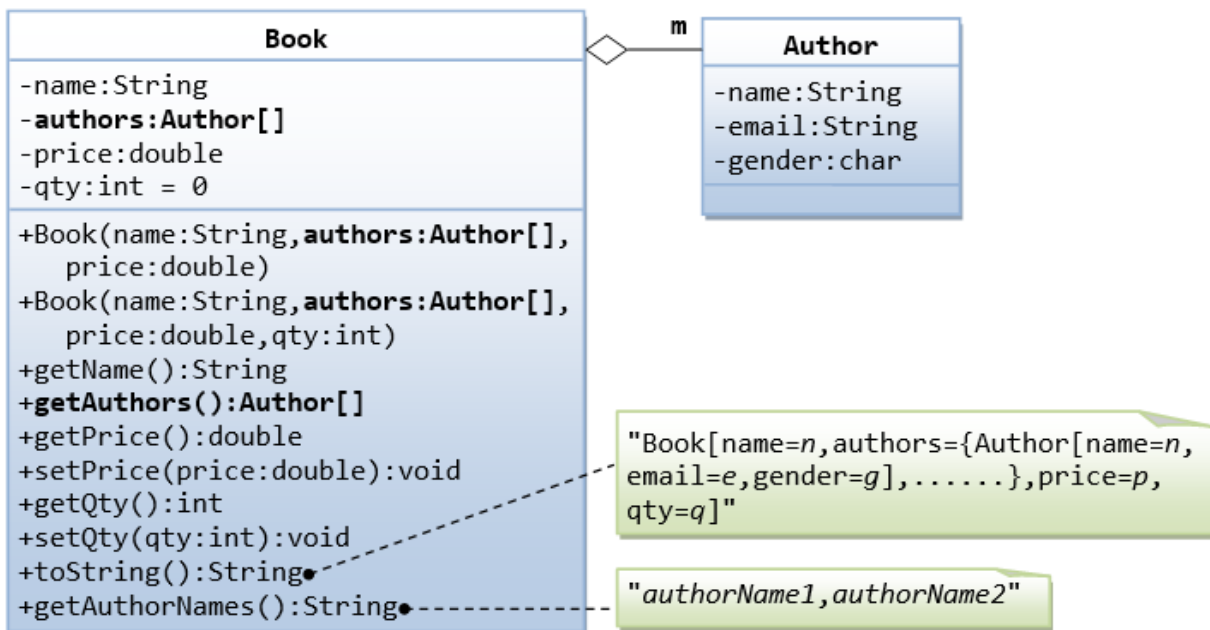 Book
-name:String
-authors:Author[]
-price:double
-qty:int = 0
+Book(name:String,authors:Author[],
price:double)
+Book(name:String,authors:Author[],
price:double,qty:int)
+getName():String
+getAuthors():Author[]
+getPrice():double
+setPrice(price:double):void
+getQty():int
+setQty(qty:int):void
+toString():String
+getAuthorNames():String
m
Author
-name:String
-email:String
-gender:char
"Book[name=n,authors={Author[name=n,
email=e,gender=g],......},price=p,
qty=q]"
"authorName1,authorName2"